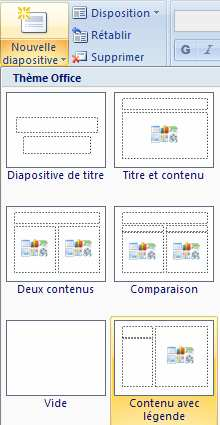 Nouvelle diapositive
Disposition
Rétablir
Supprimer
G I
Thème Office
Diapositive de titre
Titre et contenu
Deux contenus
Comparaison
Vide
Contenu avec
légende